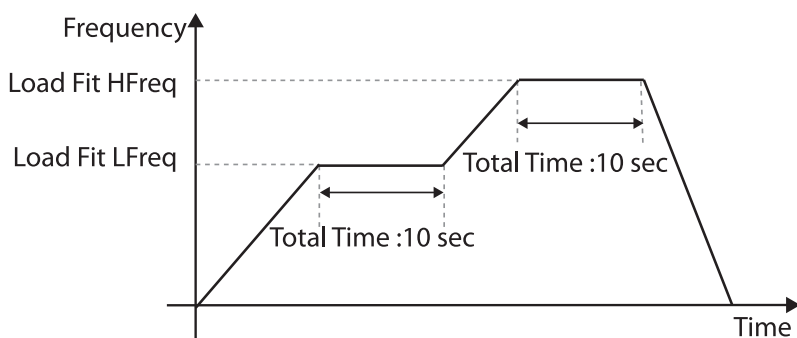 Frequency
Load Fit HFreq
Load Fit LFreq
Total Time :10 sec
Total Time :10 sec
Time